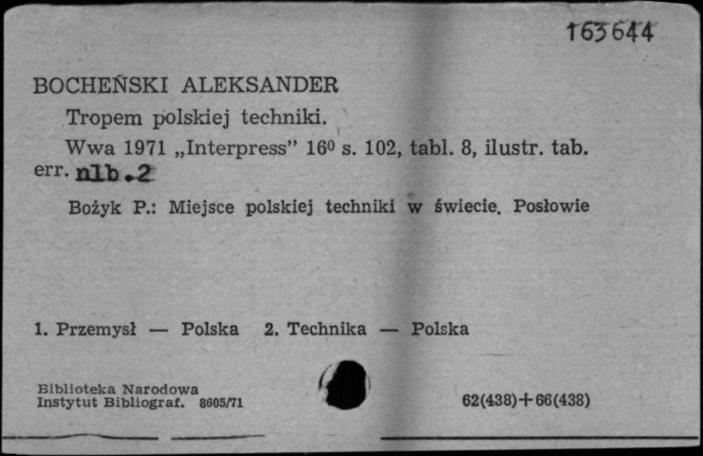 163644
BOCHEŃSKI ALEKSANDER
Tropem polskiej techniki.
Wwa 1971 „Interpress” 16⁰ s. 102, tabl. 8, ilustr. tab.
err. nlb.2
Bożyk P.: Miejsce polskiej techniki w świecie. Posłowie
1. Przemysł — Polska 2. Technika — Polska
Biblioteka Narodowa
Instytut Bibliograf. 8605/71
62(438)+66(438)